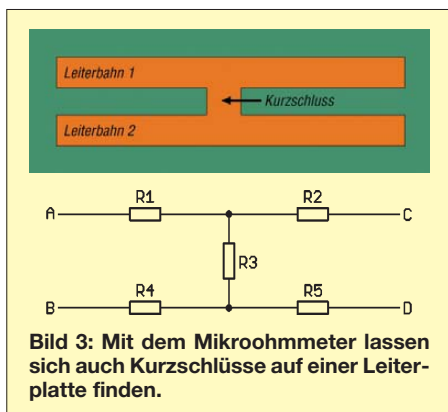 Leiterbahn 1
Kurzschluss
Leiterbahn 2
R1 R2
A C
R3
R4 R5
B D
Bild 3: Mit dem Mikroohmmeter lassen
sich auch Kurzschlüsse auf einer Leiter-
platte finden.